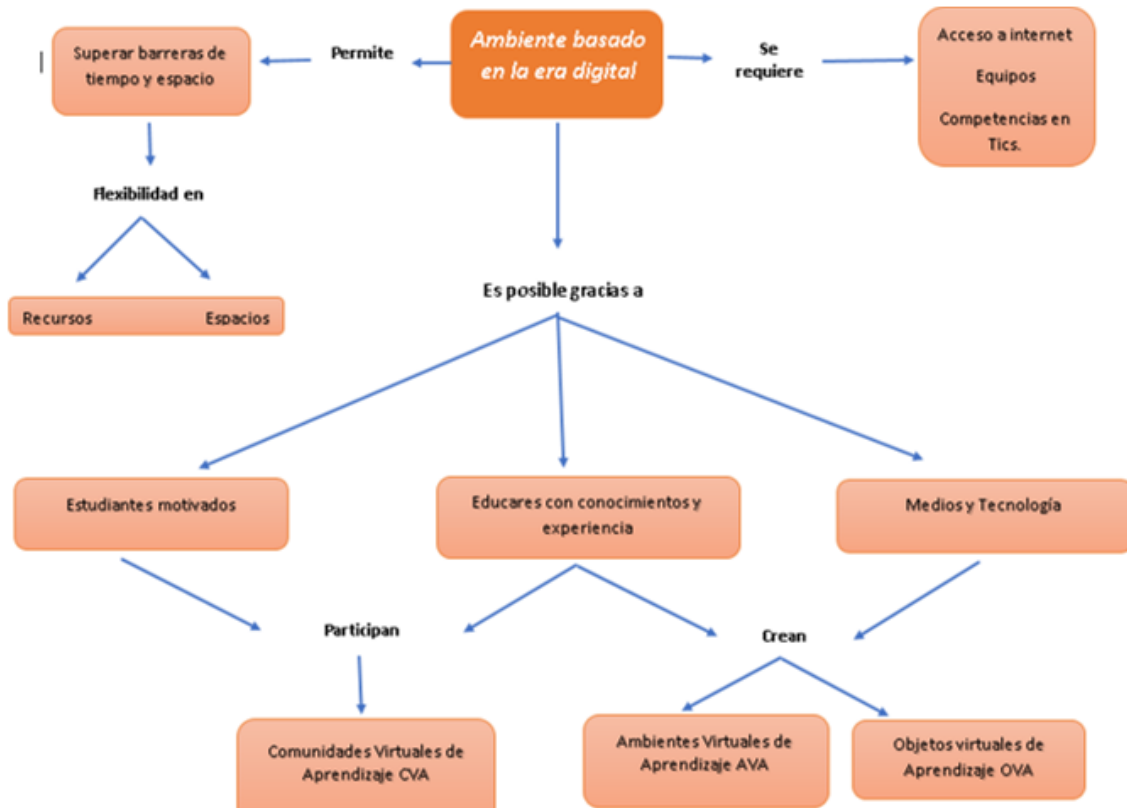 Ambiente basado
en la era digital
Permite
Superar barreras de
tiempo y espacio
Se
requiere
Acceso a internet
Equipos
Competencias en
Tics.
Flexibilidad en
Recursos
Espacios
Es posible gracias a
Estudiantes motivados
Educares con conocimientos y
experiencia
Medios y Tecnología
Participan
Crean
Comunidades Virtuales de
Aprendizaje CVA
Ambientes Virtuales de
Aprendizaje AVA
Objetos virtuales de
Aprendizaje OVA